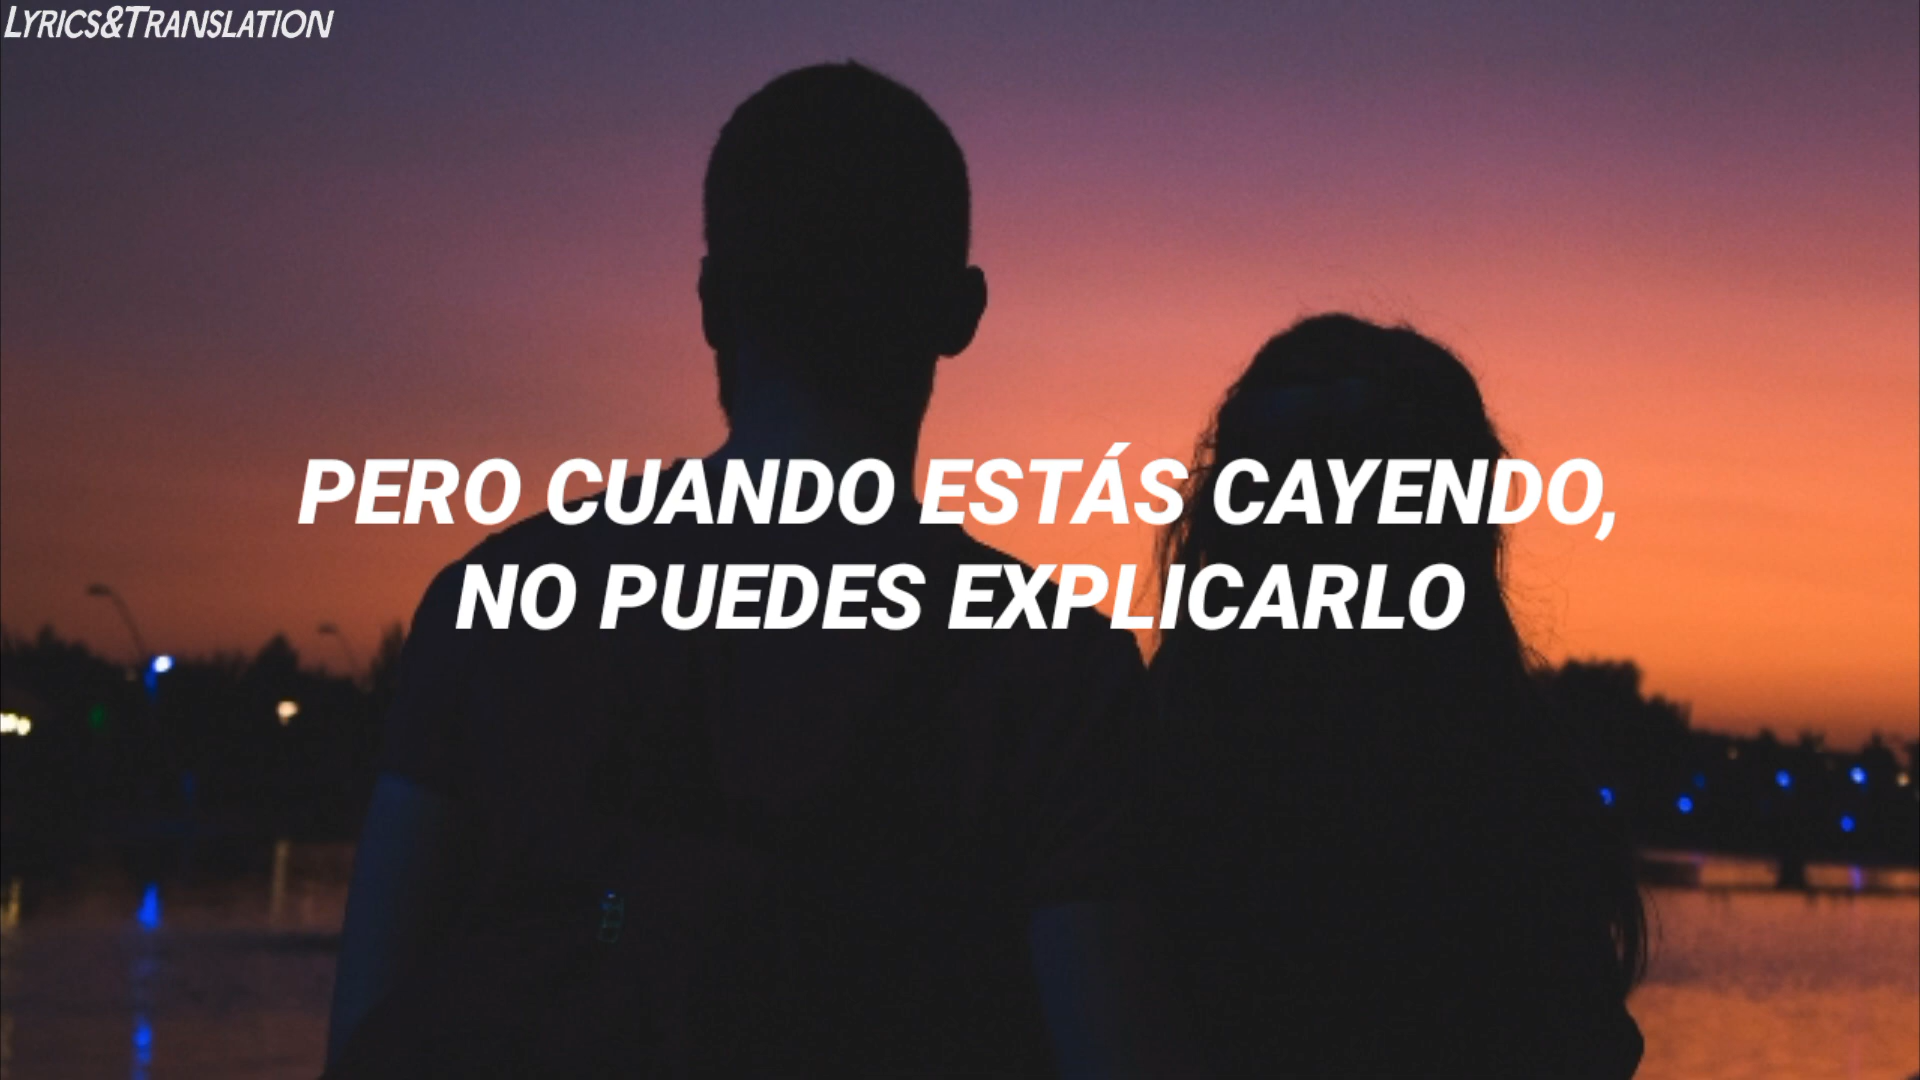 LYRICS&TRANSLATION
PERO CUANDO ESTÁS CAYENDO,
NO PUEDES EXPLICARLO